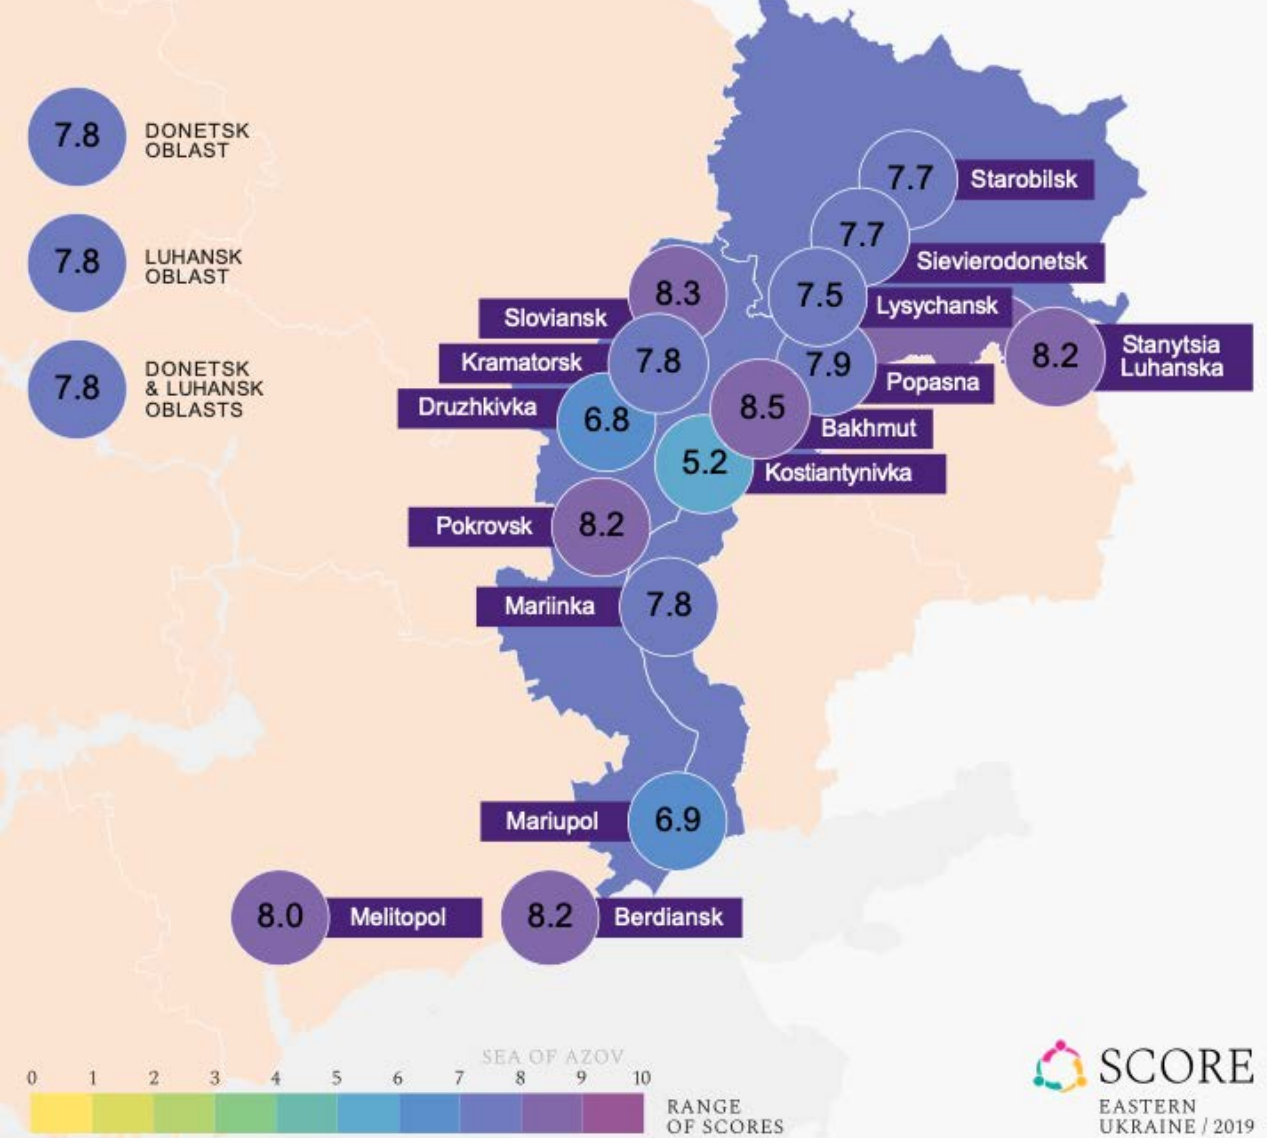 7.8
DONETSK
OBLAST
7.8
LUHANSK
OBLAST
7.8
DONETSK
& LUHANSK
OBLASTS
7.7
Starobilsk
7.7
Sievierodonetsk
7.5
Lysychansk
8.3
Sloviansk
8.2
Stanytsia
Luhanska
7.8
Kramatorsk
7.9
Popasna
6.8
Druzhkivka
8.5
Bakhmut
5.2
Kostiantynivka
Pokrovsk
8.2
Mariinka
7.8
Mariupol
6.9
8.0
Melitopol
8.2
Berdiansk
SEA OF AZOV
0 1 2 3 4 5 6 7 8 9 10
RANGE
OF SCORES
SCORE
EASTERN
UKRAINE / 2019